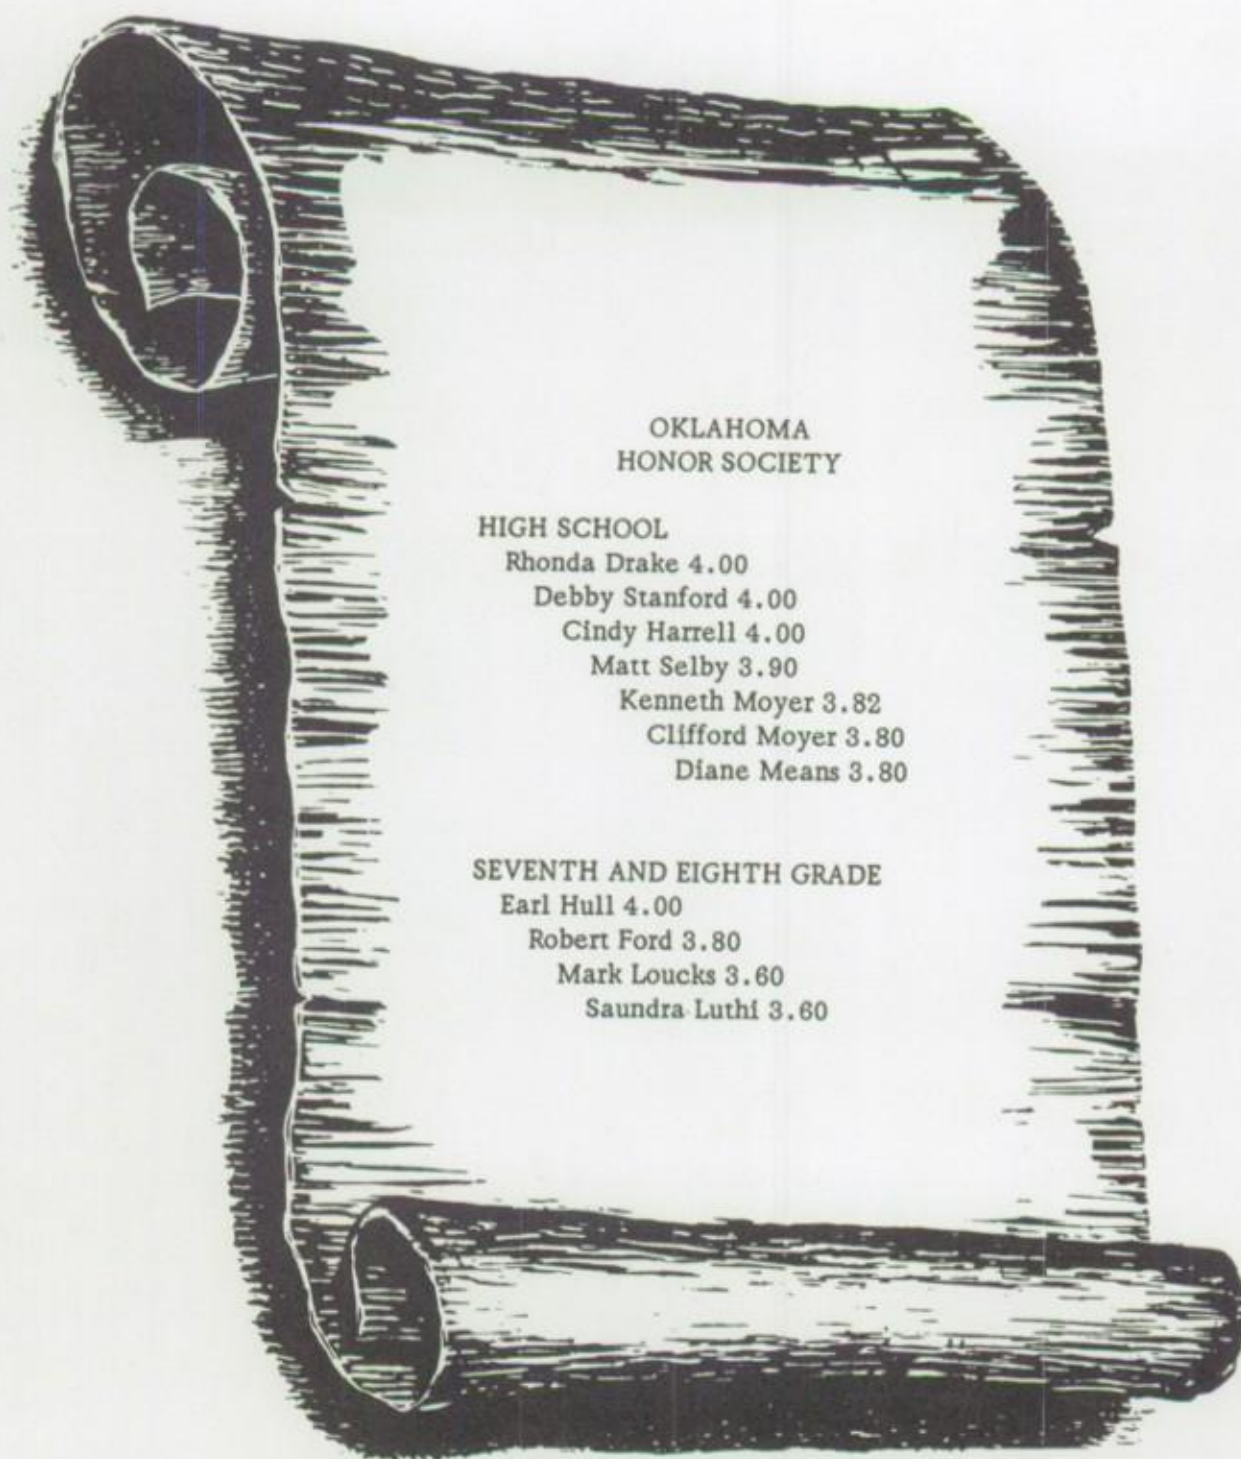 OKLAHOMA
HONOR SOCIETY
HIGH SCHOOL
Rhonda Drake 4.00
Debby Stanford 4.00
Cindy Harrell 4.00
Matt Selby 3.90
Kenneth Moyer 3.82
Clifford Moyer 3.80
Diane Means 3.80
SEVENTH AND EIGHTH GRADE
Earl Hull 4.00
Robert Ford 3.80
Mark Loucks 3.60
Saundra Luthi 3.60